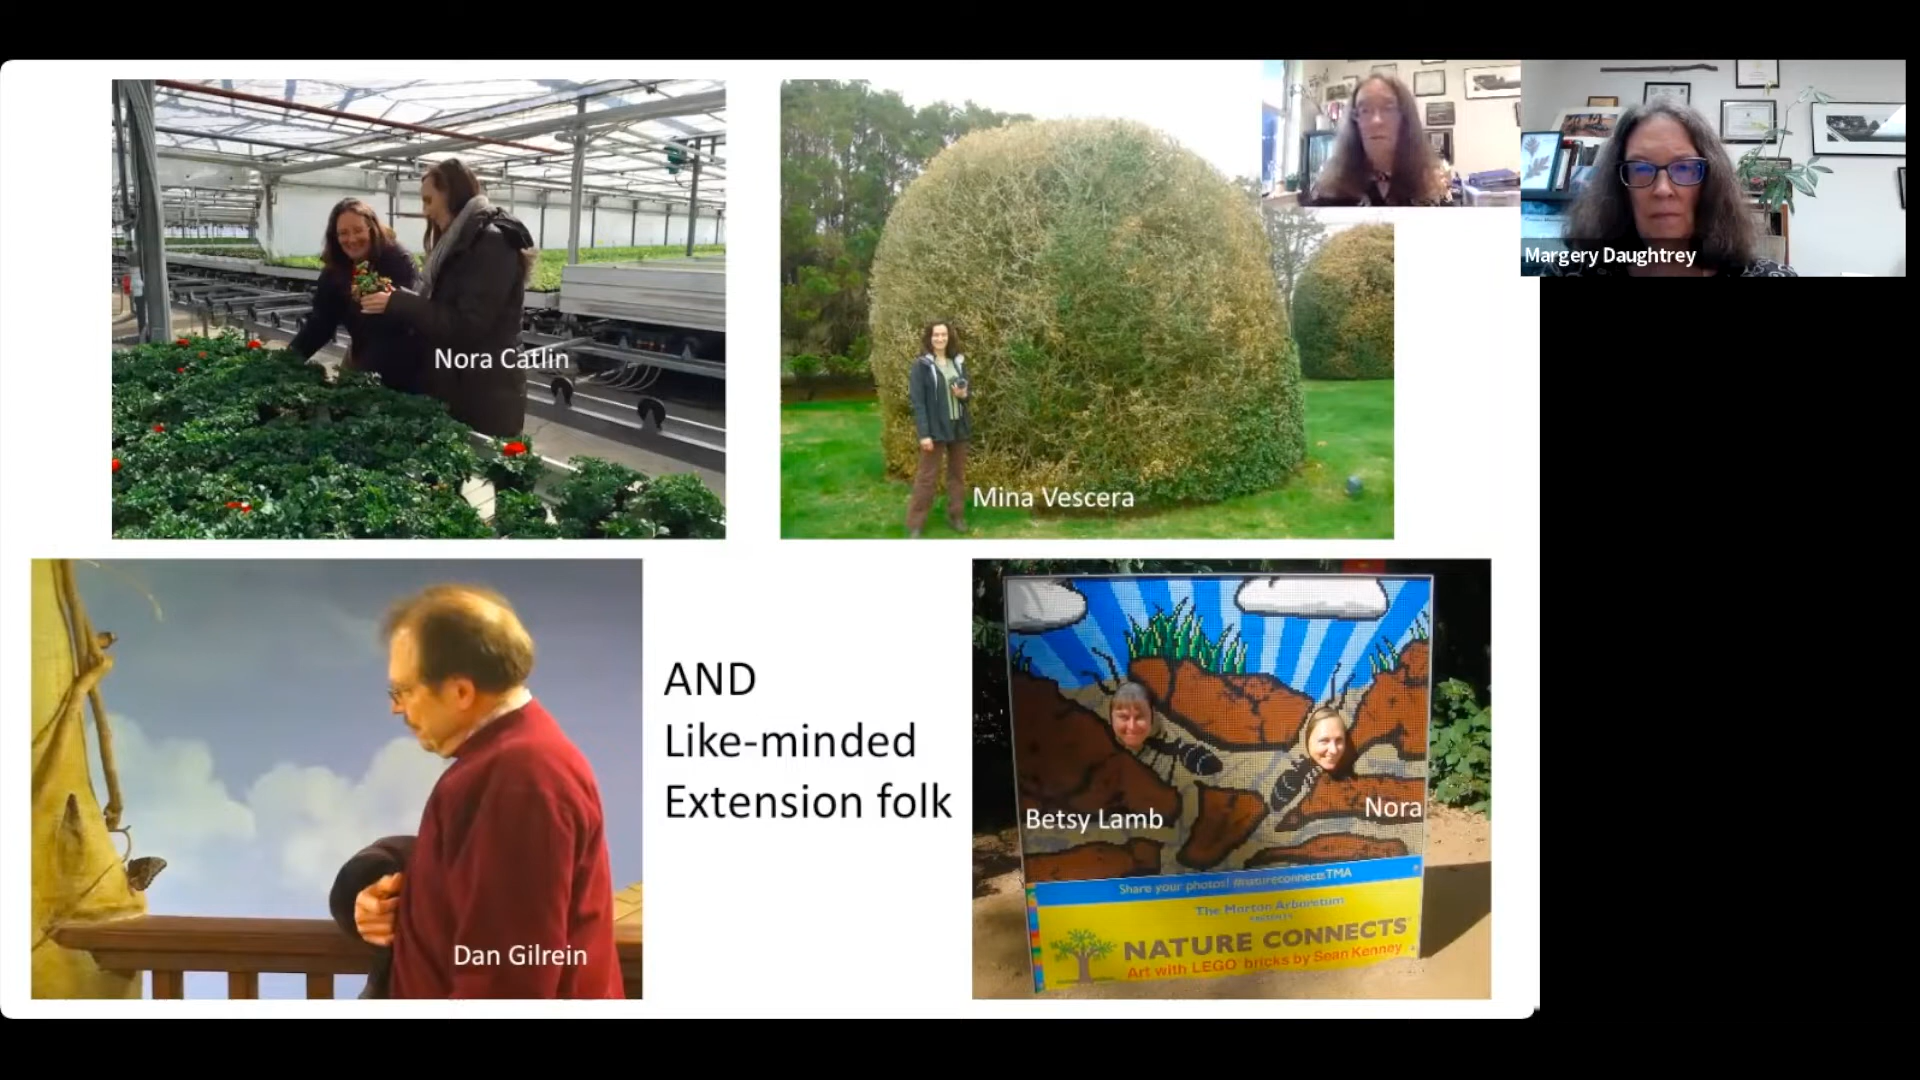 Nora Catlin
Mina Vescera
Margery Daughtrey
Dan Gilrein
AND
Like-minded
Extension folk
Betsy Lamb
Nora
Share your photos! #natureconnectsTMA
The Morton Arboretum
PRESENTS
NATURE CONNECTS
Art with LEGO bricks by Sean Kenney